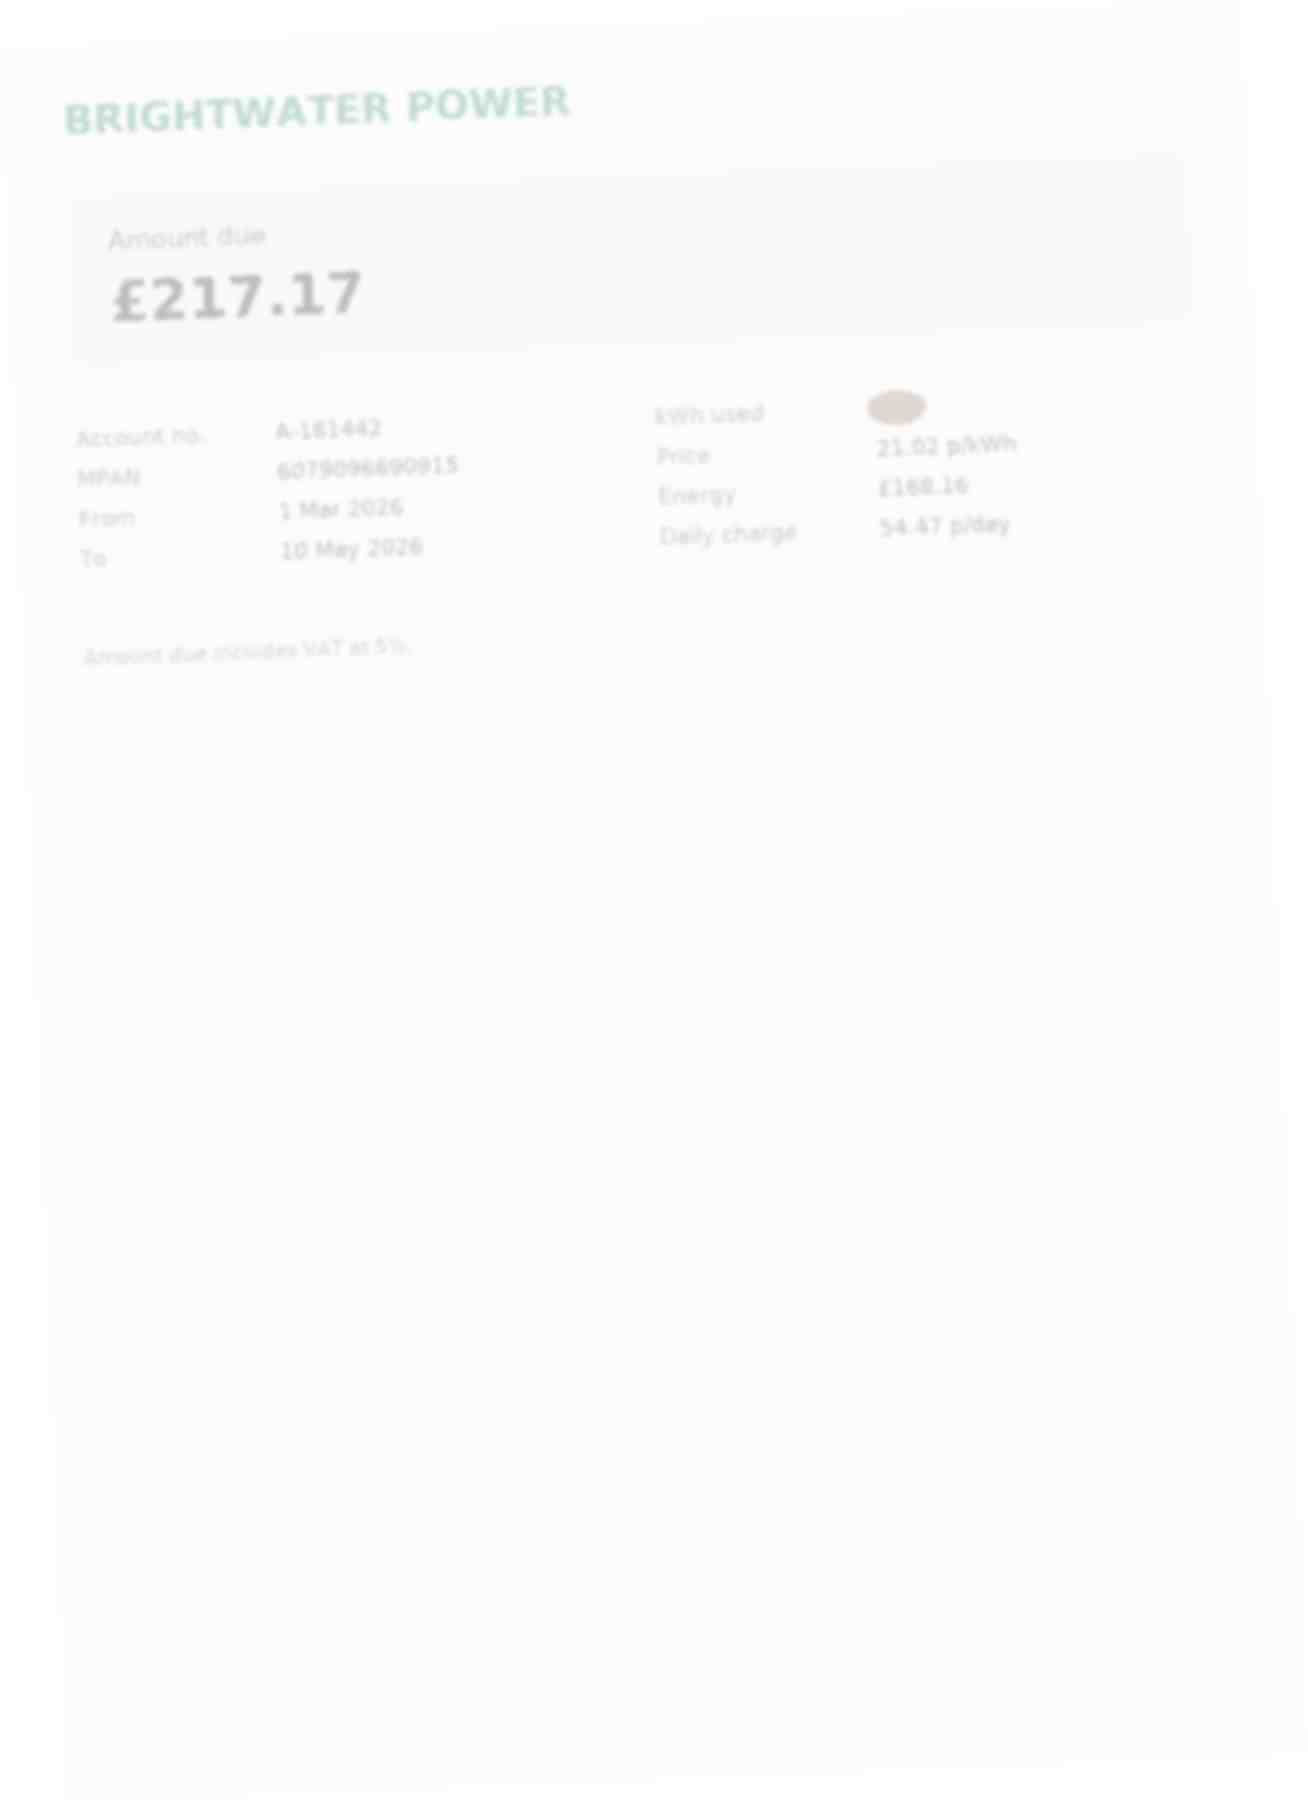 BRIGHTWATER POWER
Amount due
£217.17
Account no. A-181442
MPAN
From 1 Mar 2026
To 10 May 2026
kWh used
Price 21.02 p/kWh
Energy £168.16
Daily charge 54.47 p/day
Amount due includes VAT at 5%.